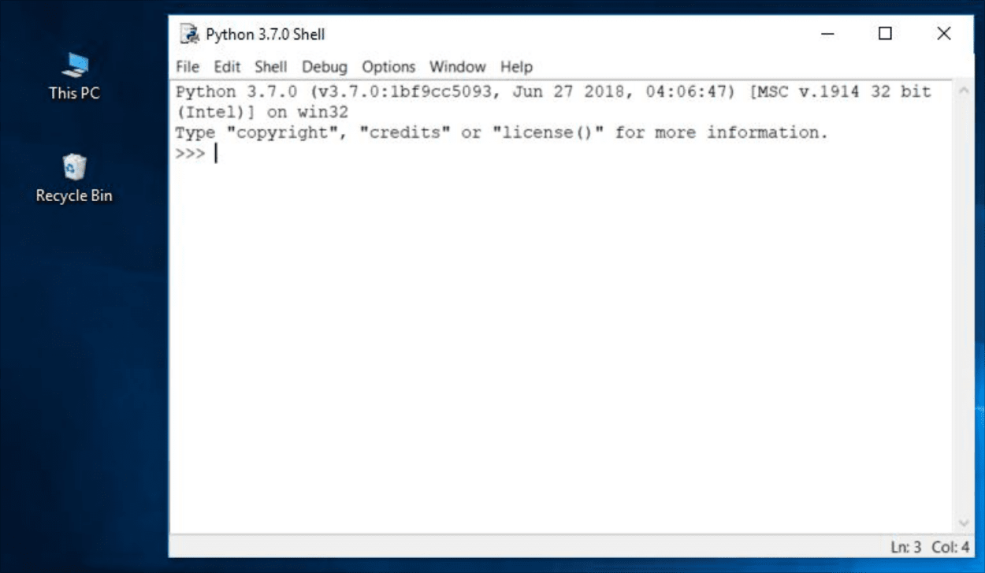 Python 3.7.0 Shell
File Edit Shell Debug Options Window Help
This PC
Python 3.7.0 (v3.7.0:1bf9cc5093, Jun 27 2018, 04:06:47) [MSC v.1914 32 bit
(Intel)] on win32
Type "copyright", "credits" or "license()" for more information.
>>>
Recycle Bin
Ln: 3 Col: 4